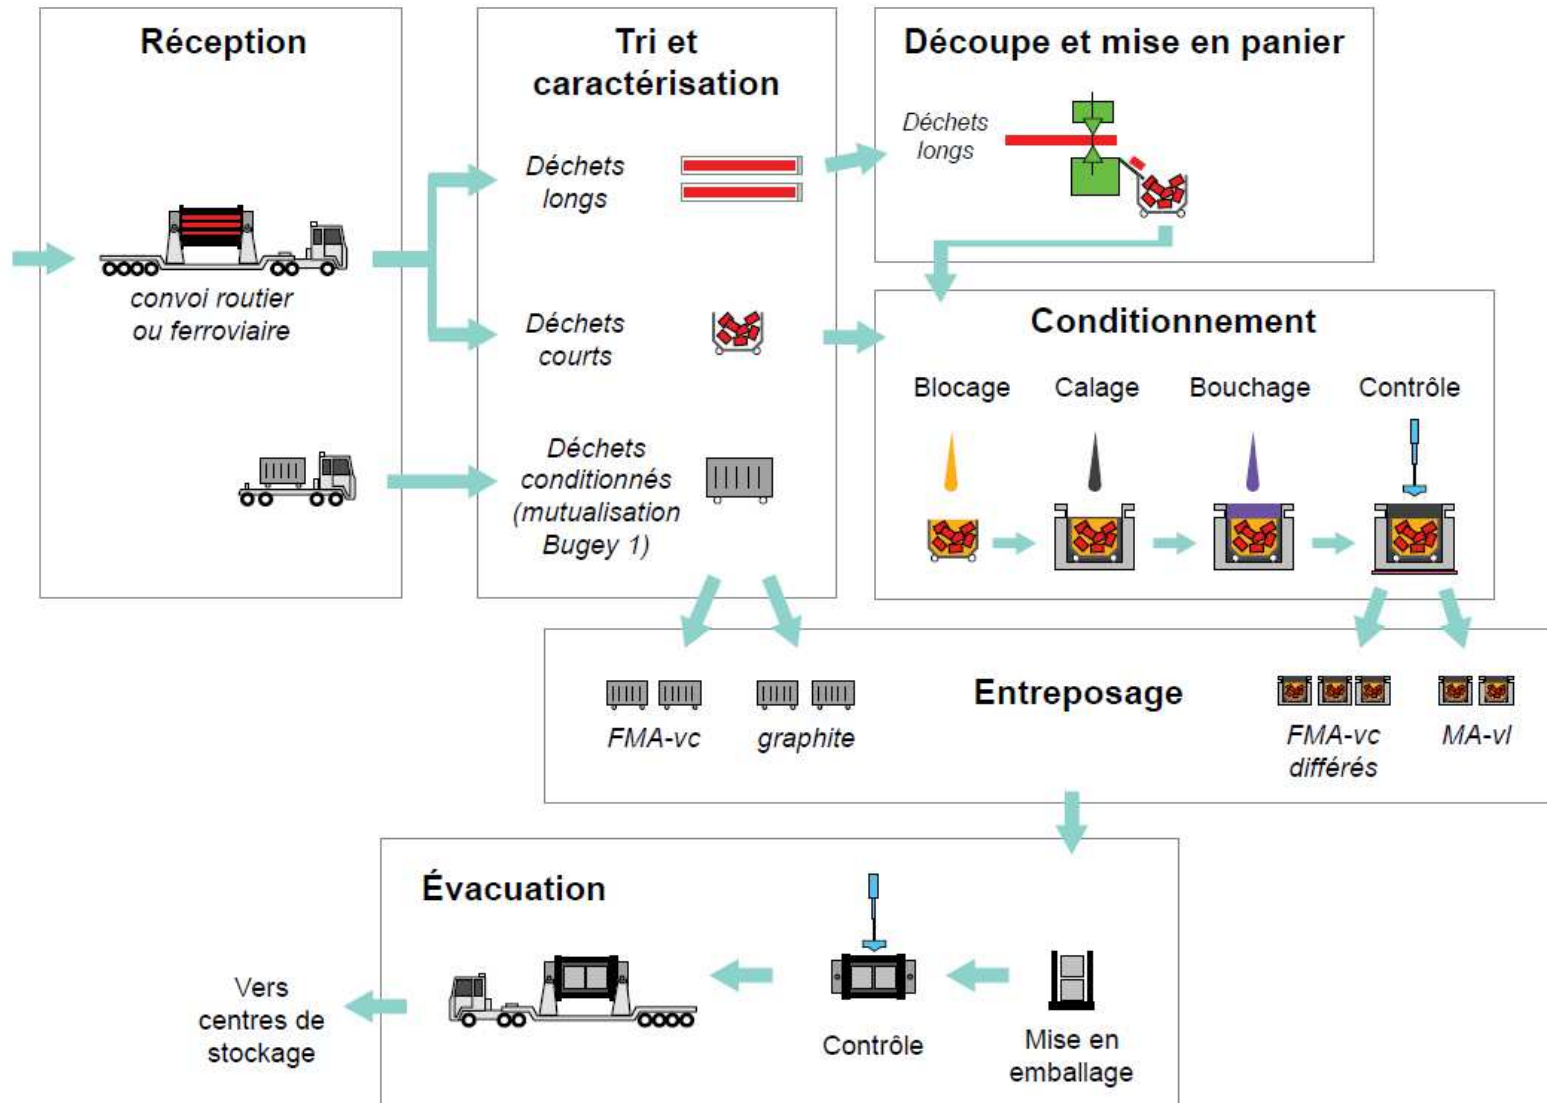 Réception
convoi routier
ou ferroviaire
Tri et
caractérisation
Déchets
longs
Déchets
courts
Déchets
conditionnés
(mutualisation
Bugey 1)
Découpe et mise en panier
Déchets
longs
Conditionnement
Blocage
Calage
Bouchage
Contrôle
Entreposage
FMA-vc
graphite
FMA-vc
différés
MA-vl
Évacuation
Vers
centres de
stockage
Contrôle
Mise en
emballage